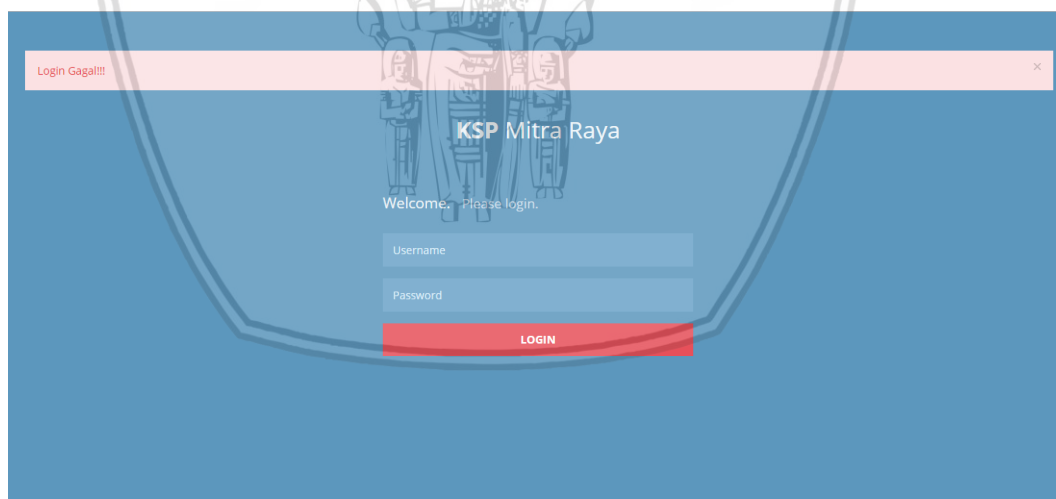 Login Gagal!!!
×
KSP Mitra Raya
Welcome. Please login.
Username
Password
LOGIN